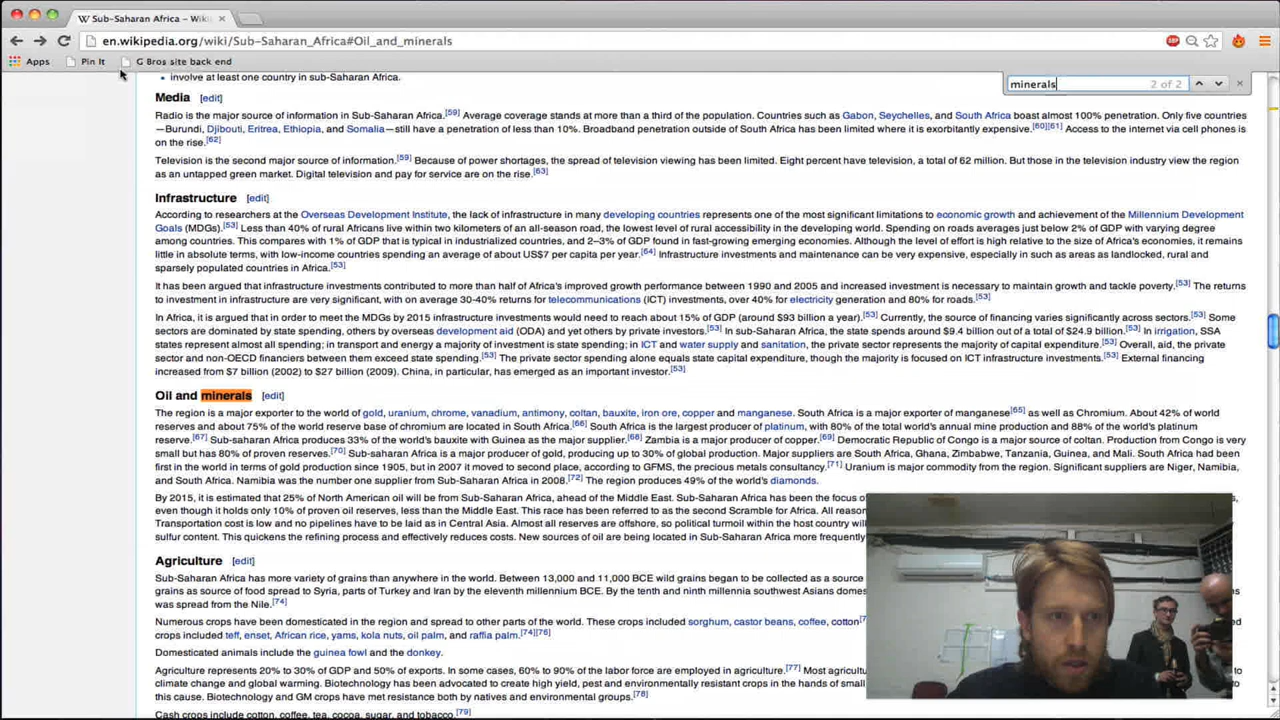 Sub-Saharan Africa – Wiki
en.wikipedia.org/wiki/Sub-Saharan_Africa#Oil_and_minerals
Apps Pin It G Bros site back end
minerals 2 of 2
involve at least one country in sub-Saharan Africa.
Media [edit]
Radio is the major source of information in Sub-Saharan Africa.[59] Average coverage stands at more than a third of the population. Countries such as Gabon, Seychelles, and South Africa boast almost 100% penetration. Only five countries
—Burundi, Djibouti, Eritrea, Ethiopia, and Somalia—still have a penetration of less than 10%. Broadband penetration outside of South Africa has been limited where it is exorbitantly expensive.[60][61] Access to the internet via cell phones is
on the rise.[62]
Television is the second major source of information.[59] Because of power shortages, the spread of television viewing has been limited. Eight percent have television, a total of 62 million. But those in the television industry view the region
as an untapped green market. Digital television and pay for service are on the rise.[63]
Infrastructure [edit]
According to researchers at the Overseas Development Institute, the lack of infrastructure in many developing countries represents one of the most significant limitations to economic growth and achievement of the Millennium Development
Goals (MDGs).[53] Less than 40% of rural Africans live within two kilometers of an all-season road, the lowest level of rural accessibility in the developing world. Spending on roads averages just below 2% of GDP with varying degree
among countries. This compares with 1% of GDP that is typical in industrialized countries, and 2–3% of GDP found in fast-growing emerging economies. Although the level of effort is high relative to the size of Africa's economies, it remains
little in absolute terms, with low-income countries spending an average of about US$7 per capita per year.[64] Infrastructure investments and maintenance can be very expensive, especially in such as areas as landlocked, rural and
sparsely populated countries in Africa.[53]
It has been argued that infrastructure investments contributed to more than half of Africa's improved growth performance between 1990 and 2005 and increased investment is necessary to maintain growth and tackle poverty.[53] The returns
to investment in infrastructure are very significant, with on average 30-40% returns for telecommunications (ICT) investments, over 40% for electricity generation and 80% for roads.[53]
In Africa, it is argued that in order to meet the MDGs by 2015 infrastructure investments would need to reach about 15% of GDP (around $93 billion a year).[53] Currently, the source of financing varies significantly across sectors.[53] Some
sectors are dominated by state spending, others by overseas development aid (ODA) and yet others by private investors.[53] In sub-Saharan Africa, the state spends around $9.4 billion out of a total of $24.9 billion.[53] In irrigation, SSA
states represent almost all spending; in transport and energy a majority of investment is state spending; in ICT and water supply and sanitation, the private sector represents the majority of capital expenditure.[53] Overall, aid, the private
sector and non-OECD financiers between them exceed state spending.[53] The private sector spending alone equals state capital expenditure, though the majority is focused on ICT infrastructure investments.[53] External financing
increased from $7 billion (2002) to $27 billion (2009). China, in particular, has emerged as an important investor.[53]
Oil and minerals [edit]
The region is a major exporter to the world of gold, uranium, chrome, vanadium, antimony, coltan, bauxite, iron ore, copper and manganese. South Africa is a major exporter of manganese[65] as well as Chromium. About 42% of world
reserves and about 75% of the world reserve base of chromium are located in South Africa.[66] South Africa is the largest producer of platinum, with 80% of the total world's annual mine production and 88% of the world's platinum
reserve.[67] Sub-saharan Africa produces 33% of the world's bauxite with Guinea as the major supplier.[68] Zambia is a major producer of copper.[69] Democratic Republic of Congo is a major source of coltan. Production from Congo is very
small but has 80% of proven reserves.[70] Sub-saharan Africa is a major producer of gold, producing up to 30% of global production. Major suppliers are South Africa, Ghana, Zimbabwe, Tanzania, Guinea, and Mali. South Africa had been
first in the world in terms of gold production since 1905, but in 2007 it moved to second place, according to GFMS, the precious metals consultancy.[71] Uranium is major commodity from the region. Significant suppliers are Niger, Namibia,
and South Africa. Namibia was the number one supplier from Sub-Saharan Africa in 2008.[72] The region produces 49% of the world's diamonds.
By 2015, it is estimated that 25% of North American oil will be from Sub-Saharan Africa, ahead of the Middle East. Sub-Saharan Africa has been the focus of
even though it holds only 10% of proven oil reserves, less than the Middle East. This race has been referred to as the second Scramble for Africa. All reason
Transportation cost is low and no pipelines have to be laid as in Central Asia. Almost all reserves are offshore, so political turmoil within the host country will
sulfur content. This quickens the refining process and effectively reduces costs. New sources of oil are being located in Sub-Saharan Africa more frequently
Agriculture [edit]
Sub-Saharan Africa has more variety of grains than anywhere in the world. Between 13,000 and 11,000 BCE wild grains began to be collected as a source
grains as source of food spread to Syria, parts of Turkey and Iran by the eleventh millennium BCE. By the tenth and ninth millennia southwest Asians domes
was spread from the Nile.[74]
Numerous crops have been domesticated in the region and spread to other parts of the world. These crops included sorghum, castor beans, coffee, cotton[7
crops included teff, enset, African rice, yams, kola nuts, oil palm, and raffia palm.[74][76]
Domesticated animals include the guinea fowl and the donkey.
Agriculture represents 20% to 30% of GDP and 50% of exports. In some cases, 60% to 90% of the labor force are employed in agriculture.[77] Most agricultu
climate change and global warming. Biotechnology has been advocated to create high yield, pest and environmentally resistant crops in the hands of small
this cause. Biotechnology and GM crops have met resistance both by natives and environmental groups.[78]
Cash crops include cotton, coffee, tea, cocoa, sugar, and tobacco.[79]